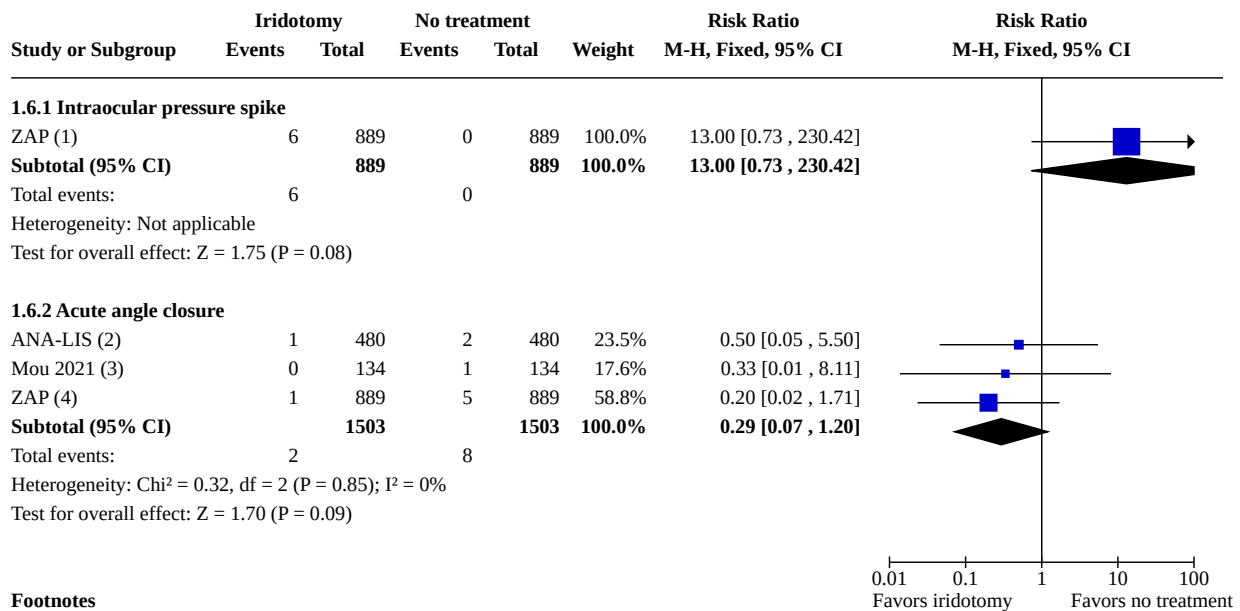 Iridotomy No treatment Risk Ratio Risk Ratio
Study or Subgroup Events Total Events Total Weight M-H, Fixed, 95% CI M-H, Fixed, 95% CI
1.6.1 Intraocular pressure spike
ZAP (1) 6 889 0 889 100.0% 13.00 [0.73 , 230.42]
Subtotal (95% CI) 889 889 100.0% 13.00 [0.73 , 230.42]
Total events: 6 0
Heterogeneity: Not applicable
Test for overall effect: Z = 1.75 (P = 0.08)
1.6.2 Acute angle closure
ANA-LIS (2) 1 480 2 480 23.5% 0.50 [0.05 , 5.50]
Mou 2021 (3) 0 134 1 134 17.6% 0.33 [0.01 , 8.11]
ZAP (4) 1 889 5 889 58.8% 0.20 [0.02 , 1.71]
Subtotal (95% CI) 1503 1503 100.0% 0.29 [0.07 , 1.20]
Total events: 2 8
Heterogeneity: Chi² = 0.32, df = 2 (P = 0.85); I² = 0%
Test for overall effect: Z = 1.70 (P = 0.09)
0.01 0.1 1 10 100
Favors iridotomy Favors no treatment
Footnotes